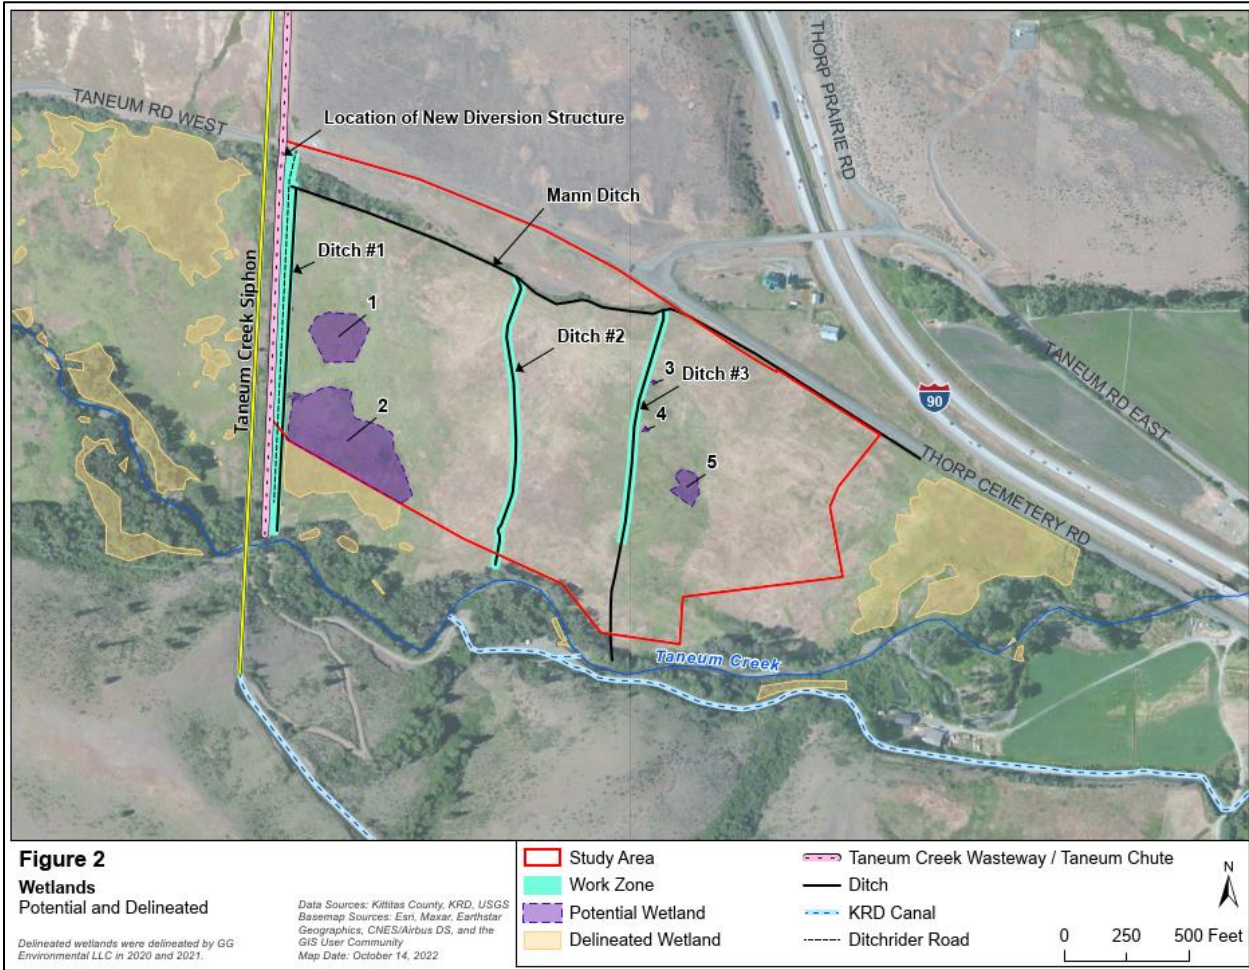 TANEUM RD WEST
Location of New Diversion Structure
THORP PRAIRIE RD
Mann Ditch
Ditch #1
Taneum Creek Siphon
1
Ditch #2
3
Ditch #3
4
2
5
90
TANEUM RD EAST
THORP CEMETERY RD
Taneum Creek
Figure 2
Wetlands
Potential and Delineated
Delineated wetlands were delineated by GG
Environmental LLC in 2020 and 2021.
Data Sources: Kittitas County, KRD, USGS
Basemap Sources: Esri, Maxar, Earthstar
Geographics, CNES/Airbus DS, and the
GIS User Community
Map Date: October 14, 2022
Study Area
Work Zone
Potential Wetland
Delineated Wetland
Taneum Creek Wasteway / Taneum Chute
Ditch
KRD Canal
Ditchrider Road
N
0 250 500 Feet